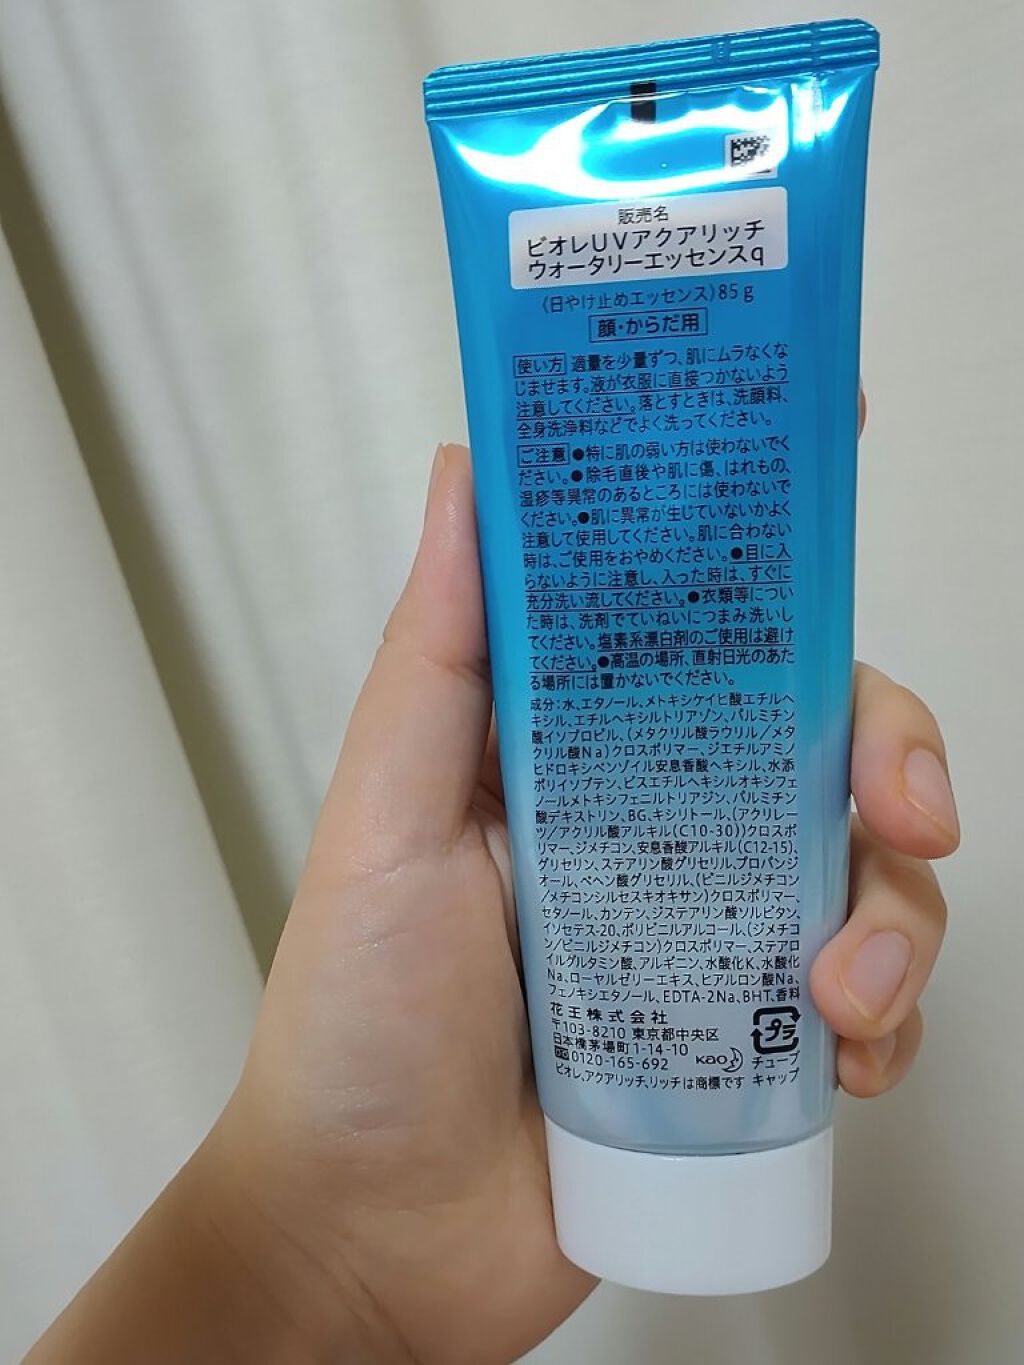 販売名
ビオレUVアクアリッチ
ウォータリーエッセンスq
〈日やけ止めエッセンス〉85g
顔・からだ用
使い方 適量を少量ずつ、肌にムラなくな
じませます。液が衣服に直接つかないよう
注意してください。落とすときは、洗顔料、
全身洗浄料などでよく洗ってください。
ご注意 ●特に肌の弱い方は使わないでく
ださい。●除毛直後や肌に傷、はれもの、
湿疹等異常のあるところには使わないで
ください。●肌に異常が生じていないかよく
注意して使用してください。肌に合わない
時は、ご使用をおやめください。●目に入
らないように注意し、入った時は、すぐに
充分洗い流してください。●衣類等につい
た時は、洗剤でていねいにつまみ洗いし
てください。塩素系漂白剤のご使用は避け
てください。●高温の場所、直射日光のあた
る場所には置かないでください。
成分:水、エタノール、メトキシケイヒ酸エチルヘ
キシル、エチルヘキシルトリアゾン、パルミチン
酸イソプロピル、(メタクリル酸ラウリル/メタ
クリル酸Na)クロスポリマー、ジエチルアミノ
ヒドロキシベンゾイル安息香酸ヘキシル、水添
ポリイソブテン、ビスエチルヘキシルオキシフェ
ノールメトキシフェニルトリアジン、パルミチン
酸デキストリン、BG、キシリトール、(アクリレー
ツ/アクリル酸アルキル(C10-30))クロスポ
リマー、ジメチコン、安息香酸アルキル(C12-15)、
グリセリン、ステアリン酸グリセリル、プロパンジ
オール、ベヘン酸グリセリル、(ビニルジメチコン
/メチコンシルセスキオキサン)クロスポリマー、
セタノール、カンテン、ジステアリン酸ソルビタン、
イソセテス-20、ポリビニルアルコール、(ジメチコ
ン/ビニルジメチコン)クロスポリマー、ステアロ
イルグルタミン酸、アルギニン、水酸化K、水酸化
Na、ローヤルゼリーエキス、ヒアルロン酸Na、
フェノキシエタノール、EDTA-2Na、BHT、香料
花王株式会社
〒103-8210 東京都中央区
日本橋茅場町1-14-10
0120-165-692
Kao
ビオレ、アクアリッチ、リッチは商標です
プラ
チューブ
キャップ